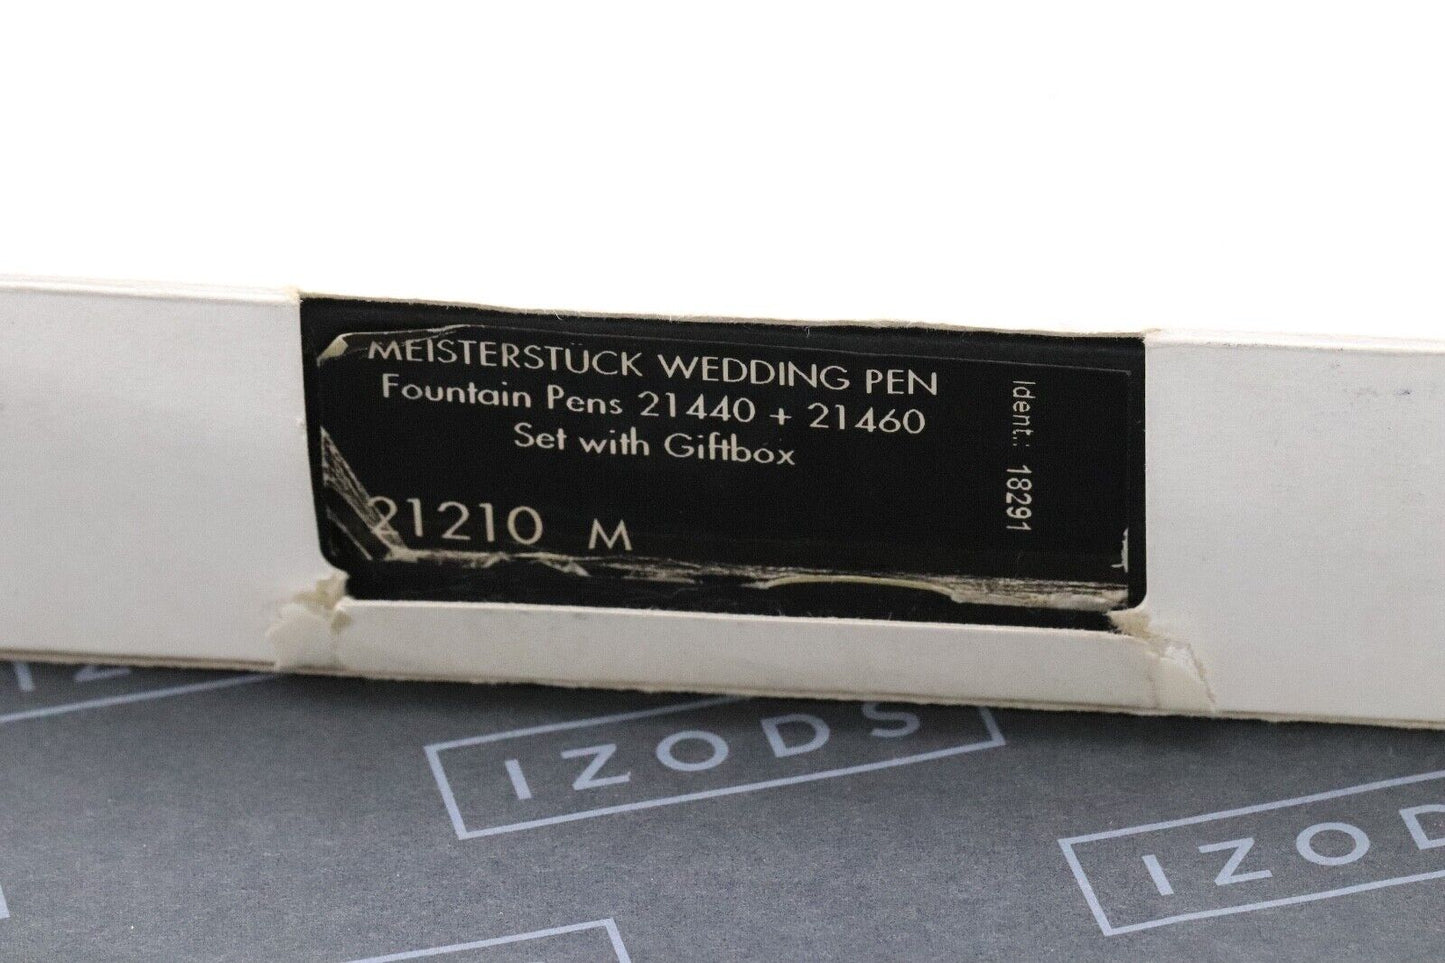 MEISTERSTÜCK WEDDING PEN
Fountain Pens 21440 + 21460
Set with Giftbox
21210 M
Ident.: 18291
IZODS
IZODS